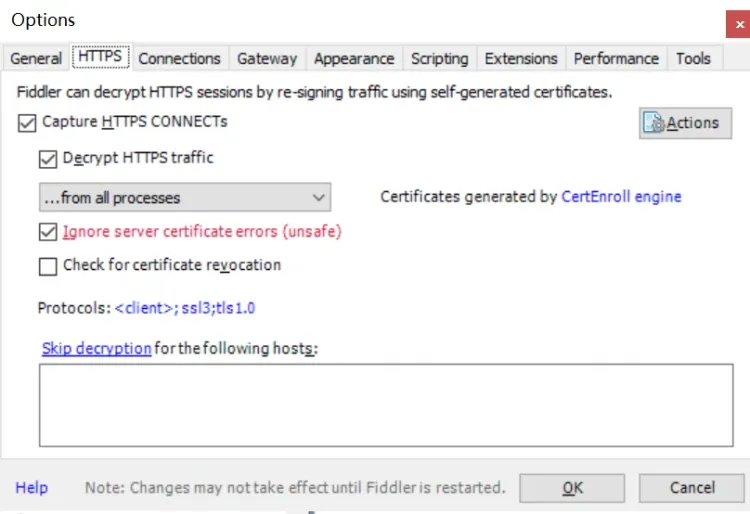 Options
General HTTPS Connections Gateway Appearance Scripting Extensions Performance Tools
Fiddler can decrypt HTTPS sessions by re-signing traffic using self-generated certificates.
Capture HTTPS CONNECTs
Actions
Decrypt HTTPS traffic
...from all processes
Certificates generated by CertEnroll engine
Ignore server certificate errors (unsafe)
Check for certificate revocation
Protocols: <client>; ssl3;tls1.0
Skip decryption for the following hosts:
Help
Note: Changes may not take effect until Fiddler is restarted.
OK
Cancel